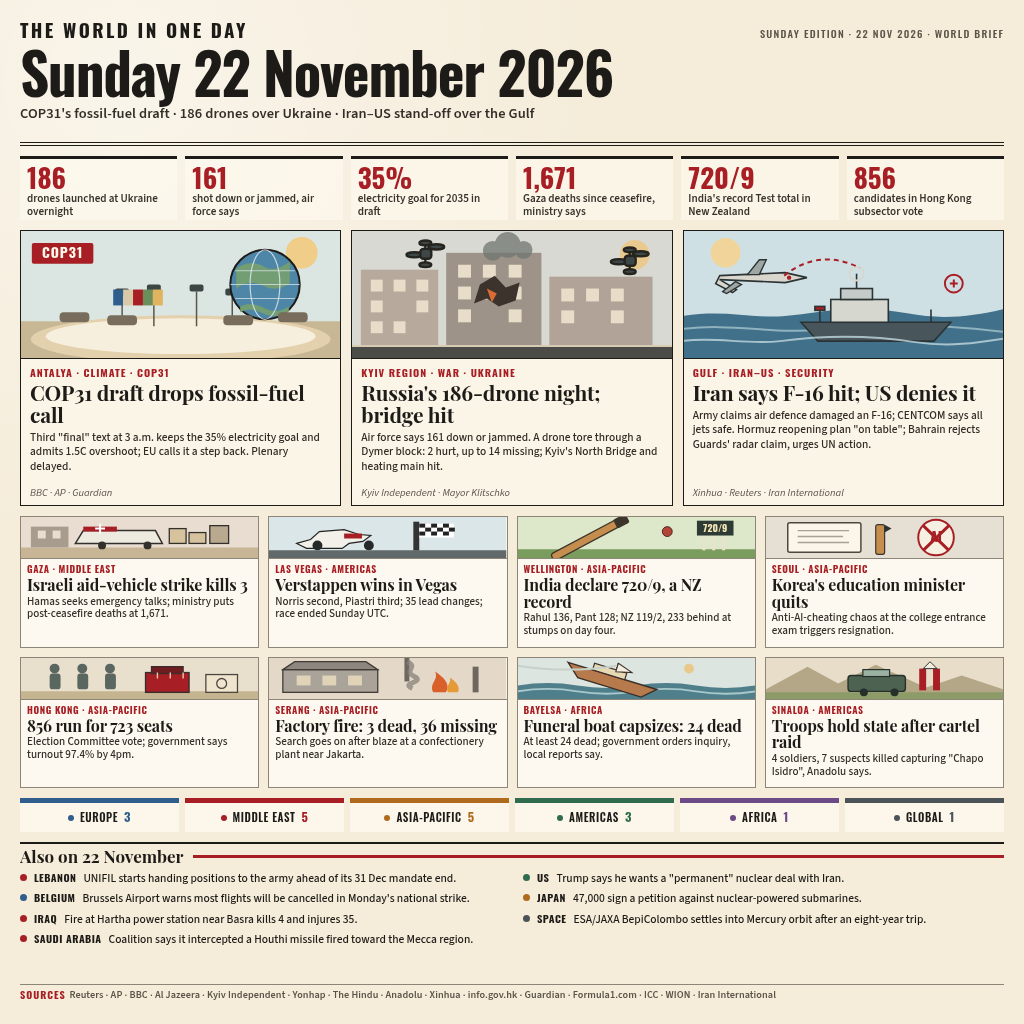 THE WORLD IN ONE DAY
SUNDAY EDITION · 22 NOV 2026 · WORLD BRIEF
Sunday 22 November 2026
COP31's fossil-fuel draft · 186 drones over Ukraine · Iran–US stand-off over the Gulf
186
drones launched at Ukraine
overnight
161
shot down or jammed, air
force says
35%
electricity goal for 2035 in
draft
1,671
Gaza deaths since ceasefire,
ministry says
720/9
India's record Test total in
New Zealand
856
candidates in Hong Kong
subsector vote
COP31
ANTALYA · CLIMATE · COP31
COP31 draft drops fossil-fuel
call
Third "final" text at 3 a.m. keeps the 35% electricity goal and
admits 1.5C overshoot; EU calls it a step back. Plenary
delayed.
BBC · AP · Guardian
KYIV REGION · WAR · UKRAINE
Russia's 186-drone night;
bridge hit
Air force says 161 down or jammed. A drone tore through a
Dymer block: 2 hurt, up to 14 missing; Kyiv's North Bridge and
heating main hit.
Kyiv Independent · Mayor Klitschko
GULF · IRAN–US · SECURITY
Iran says F-16 hit; US denies it
Army claims air defence damaged an F-16; CENTCOM says all
jets safe. Hormuz reopening plan "on table"; Bahrain rejects
Guards' radar claim, urges UN action.
Xinhua · Reuters · Iran International
GAZA · MIDDLE EAST
Israeli aid-vehicle strike kills 3
Hamas seeks emergency talks; ministry puts
post-ceasefire deaths at 1,671.
LAS VEGAS · AMERICAS
Verstappen wins in Vegas
Norris second, Piastri third; 35 lead changes;
race ended Sunday UTC.
720/9
WELLINGTON · ASIA-PACIFIC
India declare 720/9, a NZ
record
Rahul 136, Pant 128; NZ 119/2, 233 behind at
stumps on day four.
SEOUL · ASIA-PACIFIC
Korea's education minister
quits
Anti-AI-cheating chaos at the college entrance
exam triggers resignation.
HONG KONG · ASIA-PACIFIC
856 run for 723 seats
Election Committee vote; government says
turnout 97.4% by 4pm.
SERANG · ASIA-PACIFIC
Factory fire: 3 dead, 36 missing
Search goes on after blaze at a confectionery
plant near Jakarta.
BAYELSA · AFRICA
Funeral boat capsizes: 24 dead
At least 24 dead; government orders inquiry,
local reports say.
SINALOA · AMERICAS
Troops hold state after cartel
raid
4 soldiers, 7 suspects killed capturing "Chapo
Isidro", Anadolu says.
EUROPE 3
MIDDLE EAST 5
ASIA-PACIFIC 5
AMERICAS 3
AFRICA 1
GLOBAL 1
Also on 22 November
LEBANON UNIFIL starts handing positions to the army ahead of its 31 Dec mandate end.
BELGIUM Brussels Airport warns most flights will be cancelled in Monday's national strike.
IRAQ Fire at Hartha power station near Basra kills 4 and injures 35.
SAUDI ARABIA Coalition says it intercepted a Houthi missile fired toward the Mecca region.
US Trump says he wants a "permanent" nuclear deal with Iran.
JAPAN 47,000 sign a petition against nuclear-powered submarines.
SPACE ESA/JAXA BepiColombo settles into Mercury orbit after an eight-year trip.
SOURCES Reuters · AP · BBC · Al Jazeera · Kyiv Independent · Yonhap · The Hindu · Anadolu · Xinhua · info.gov.hk · Guardian · Formula1.com · ICC · WION · Iran International